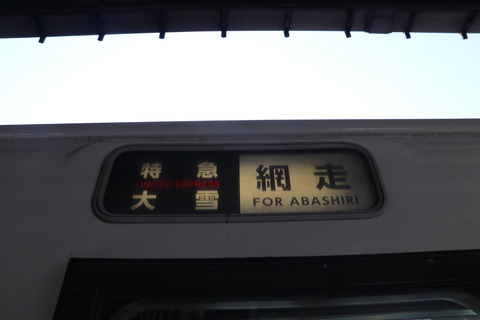 特急
LIMITED EXPRESS
大雪
網走
FOR ABASHIRI